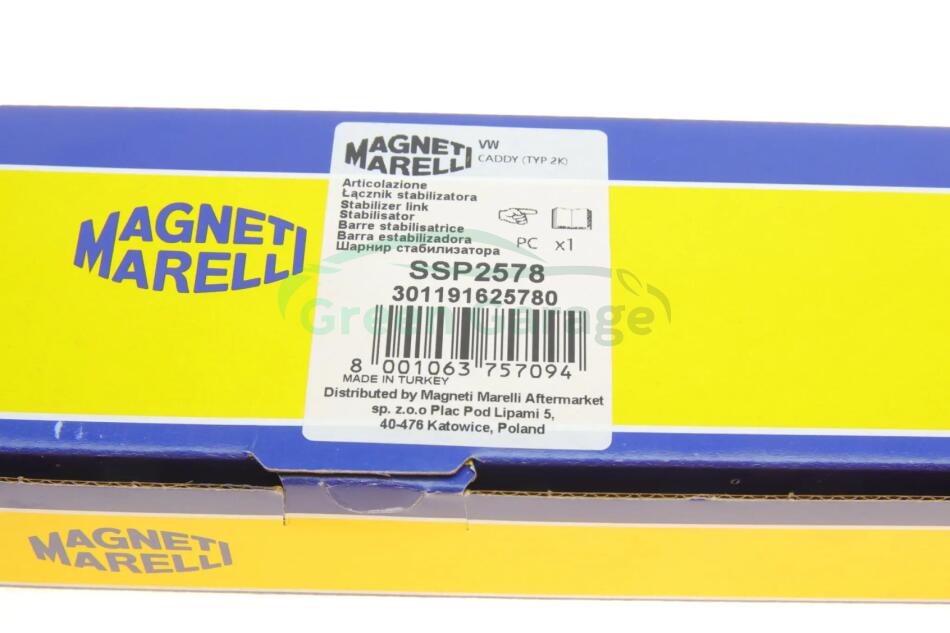 MAGNETI
MARELLI
VW
CADDY (TYP 2K)
Articolazione
Łącznik stabilizatora
Stabilizer link
Stabilisator
Barre stabilisatrice
Barra estabilizadora
Шарнир стабилизатора
PC x1
SSP2578
301191625780
8 001063 757094
MADE IN TURKEY
Distributed by Magneti Marelli Aftermarket
sp. z.o.o Plac Pod Lipami 5,
40-476 Katowice, Poland
MAGNETI
MARELLI
Green Garage
MAGNETI
MARELLI